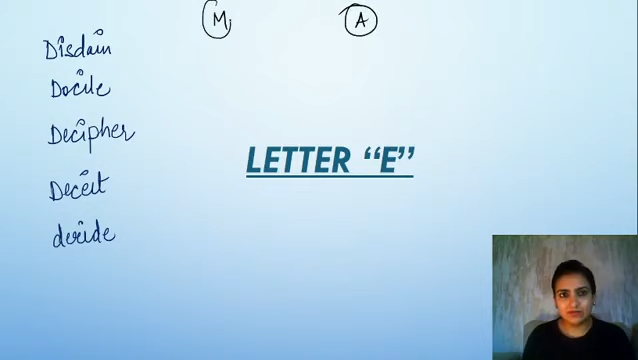 M A
Disdain
Docile
Decipher
LETTER “E”
Deceit
deride